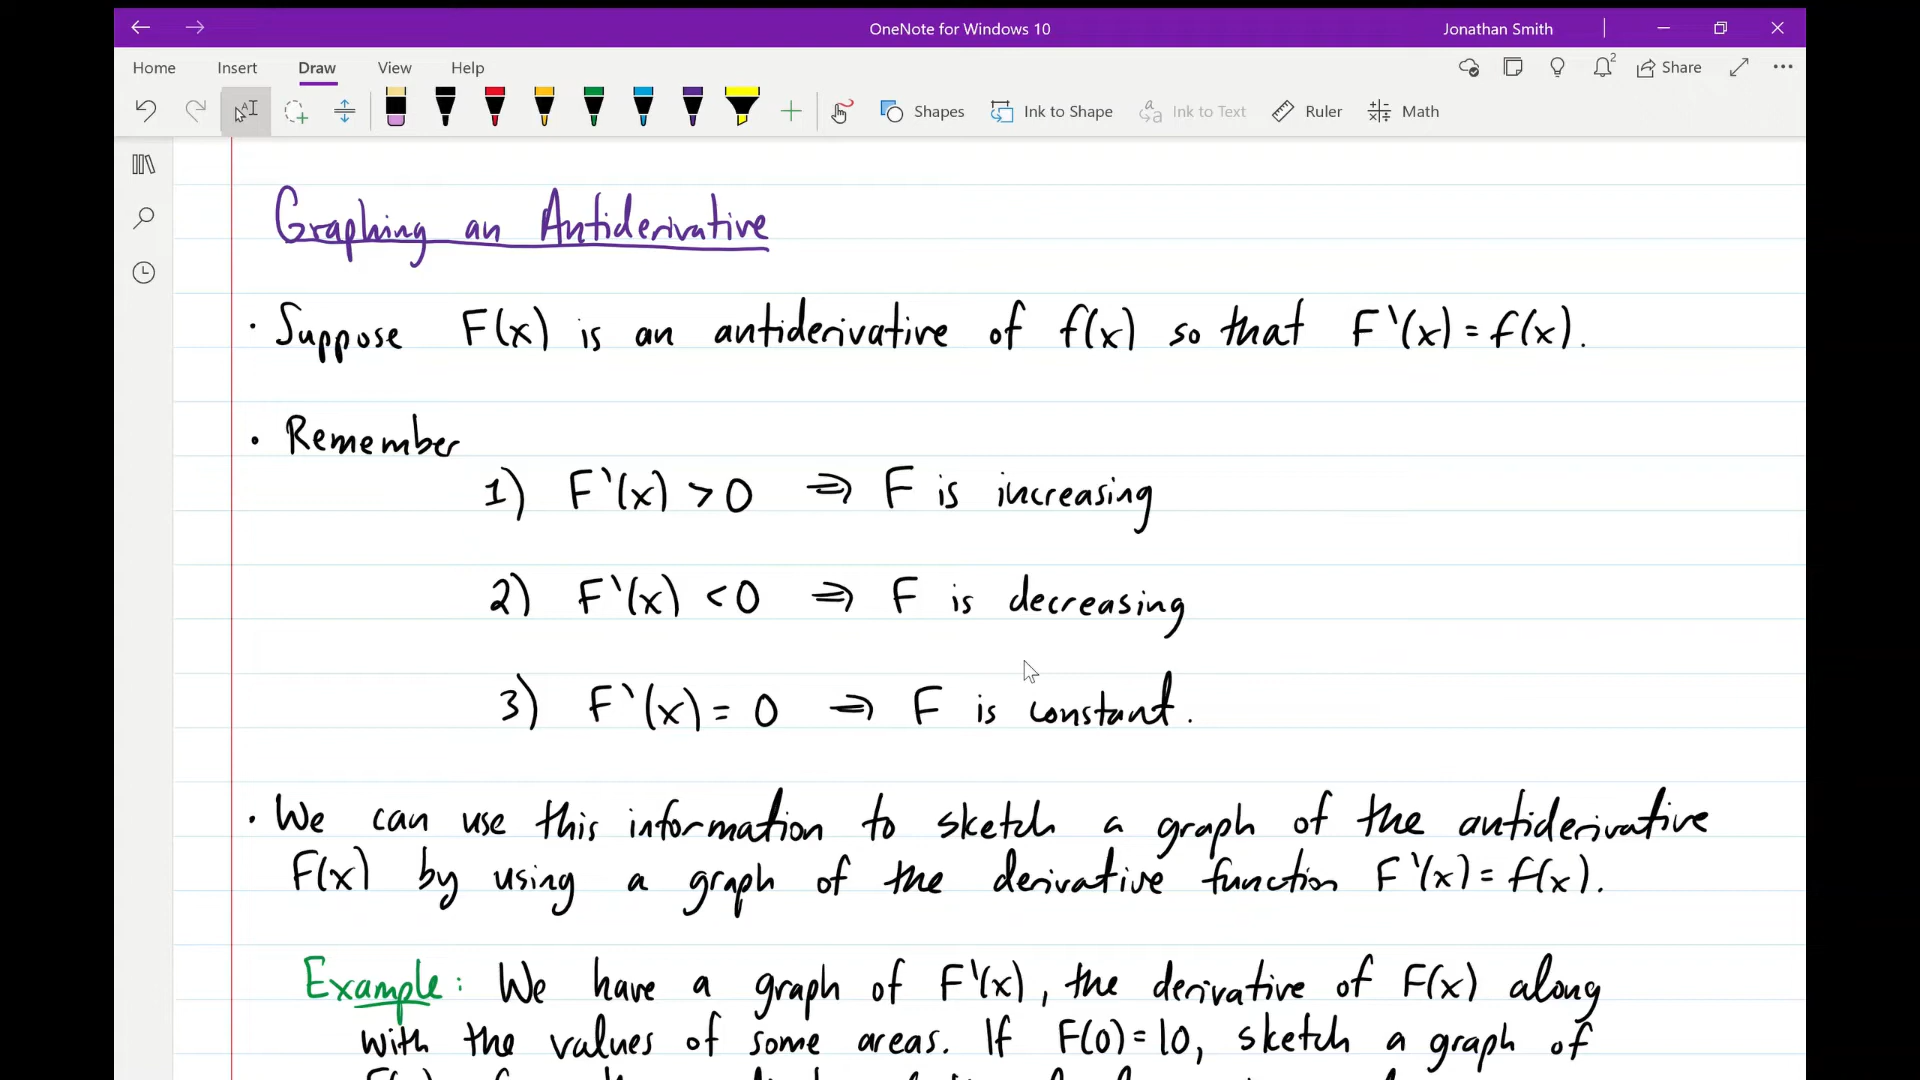 OneNote for Windows 10
Jonathan Smith
Home Insert Draw View Help
2 Share
Shapes Ink to Shape Ink to Text Ruler Math
Graphing an Antiderivative
· Suppose F(x) is an antiderivative of f(x) so that F'(x) = f(x).
· Remember
1) F'(x) > 0 ⇒ F is increasing
2) F'(x) < 0 ⇒ F is decreasing
3) F'(x) = 0 ⇒ F is constant.
· We can use this information to sketch a graph of the antiderivative
F(x) by using a graph of the derivative function F'(x) = f(x).
Example: We have a graph of F'(x), the derivative of F(x) along
with the values of some areas. If F(0) = 10, sketch a graph of